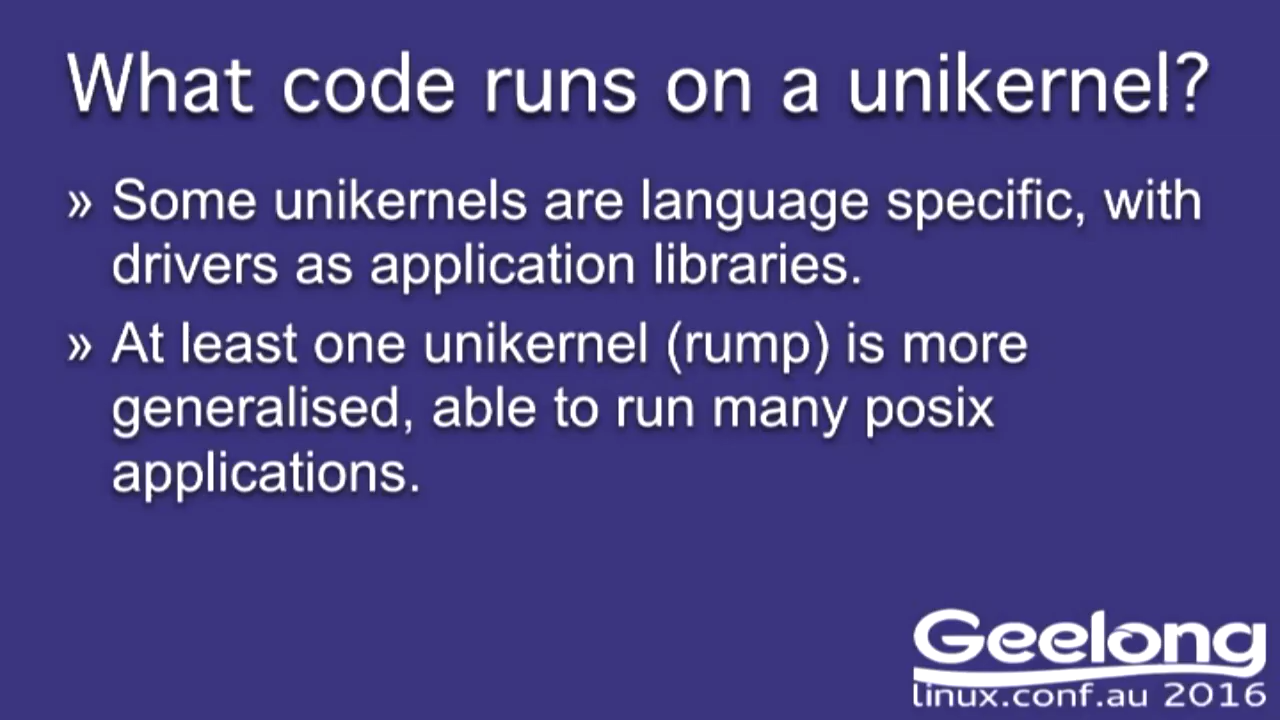 What code runs on a unikernel?
» Some unikernels are language specific, with
drivers as application libraries.
» At least one unikernel (rump) is more
generalised, able to run many posix
applications.
Geelong
linux.conf.au 2016